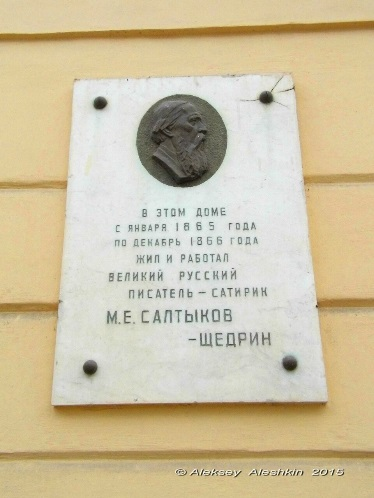 В ЭТОМ ДОМЕ
С ЯНВАРЯ 1865 ГОДА
ПО ДЕКАБРЬ 1866 ГОДА
ЖИЛ И РАБОТАЛ
ВЕЛИКИЙ РУССКИЙ
ПИСАТЕЛЬ – САТИРИК
М.Е. САЛТЫКОВ
-ЩЕДРИН
© Aleksey Aleshkin 2015